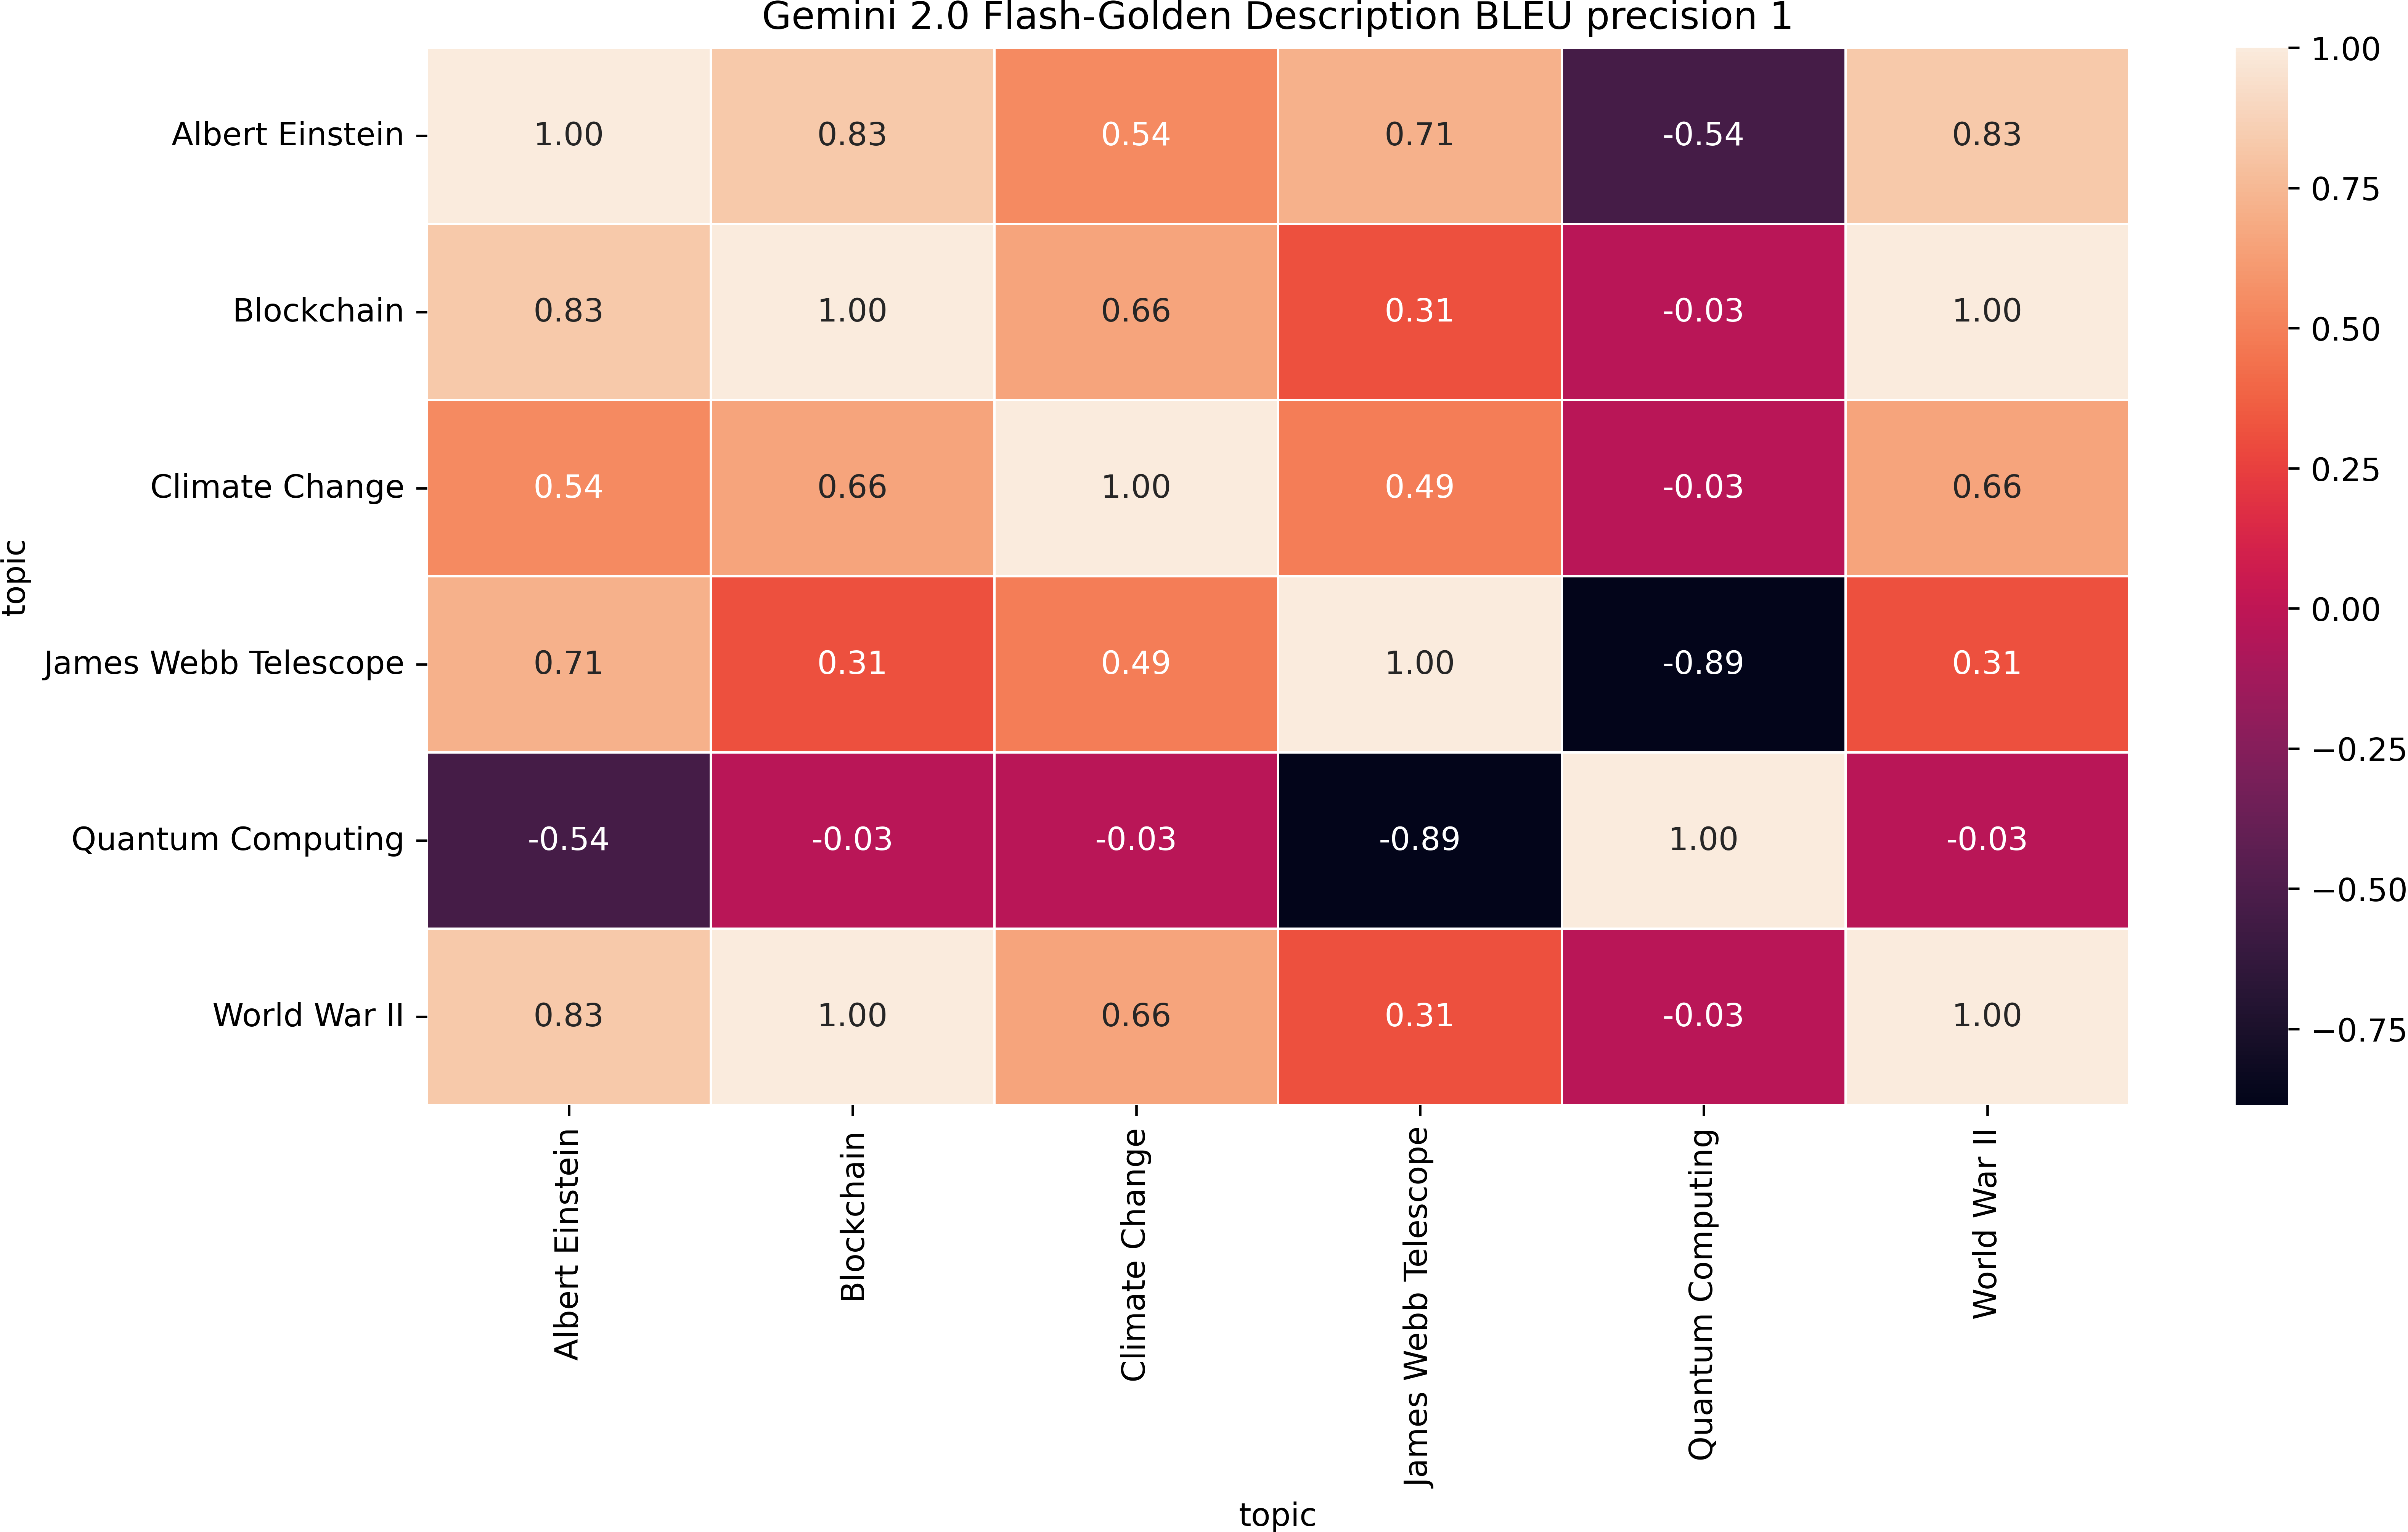 Gemini 2.0 Flash-Golden Description BLEU precision 1
topic
Albert Einstein 1.00 0.83 0.54 0.71 -0.54 0.83
Blockchain 0.83 1.00 0.66 0.31 -0.03 1.00
Climate Change 0.54 0.66 1.00 0.49 -0.03 0.66
James Webb Telescope 0.71 0.31 0.49 1.00 -0.89 0.31
Quantum Computing -0.54 -0.03 -0.03 -0.89 1.00 -0.03
World War II 0.83 1.00 0.66 0.31 -0.03 1.00
Albert Einstein
Blockchain
Climate Change
James Webb Telescope
Quantum Computing
World War II
topic
1.00
0.75
0.50
0.25
0.00
−0.25
−0.50
−0.75